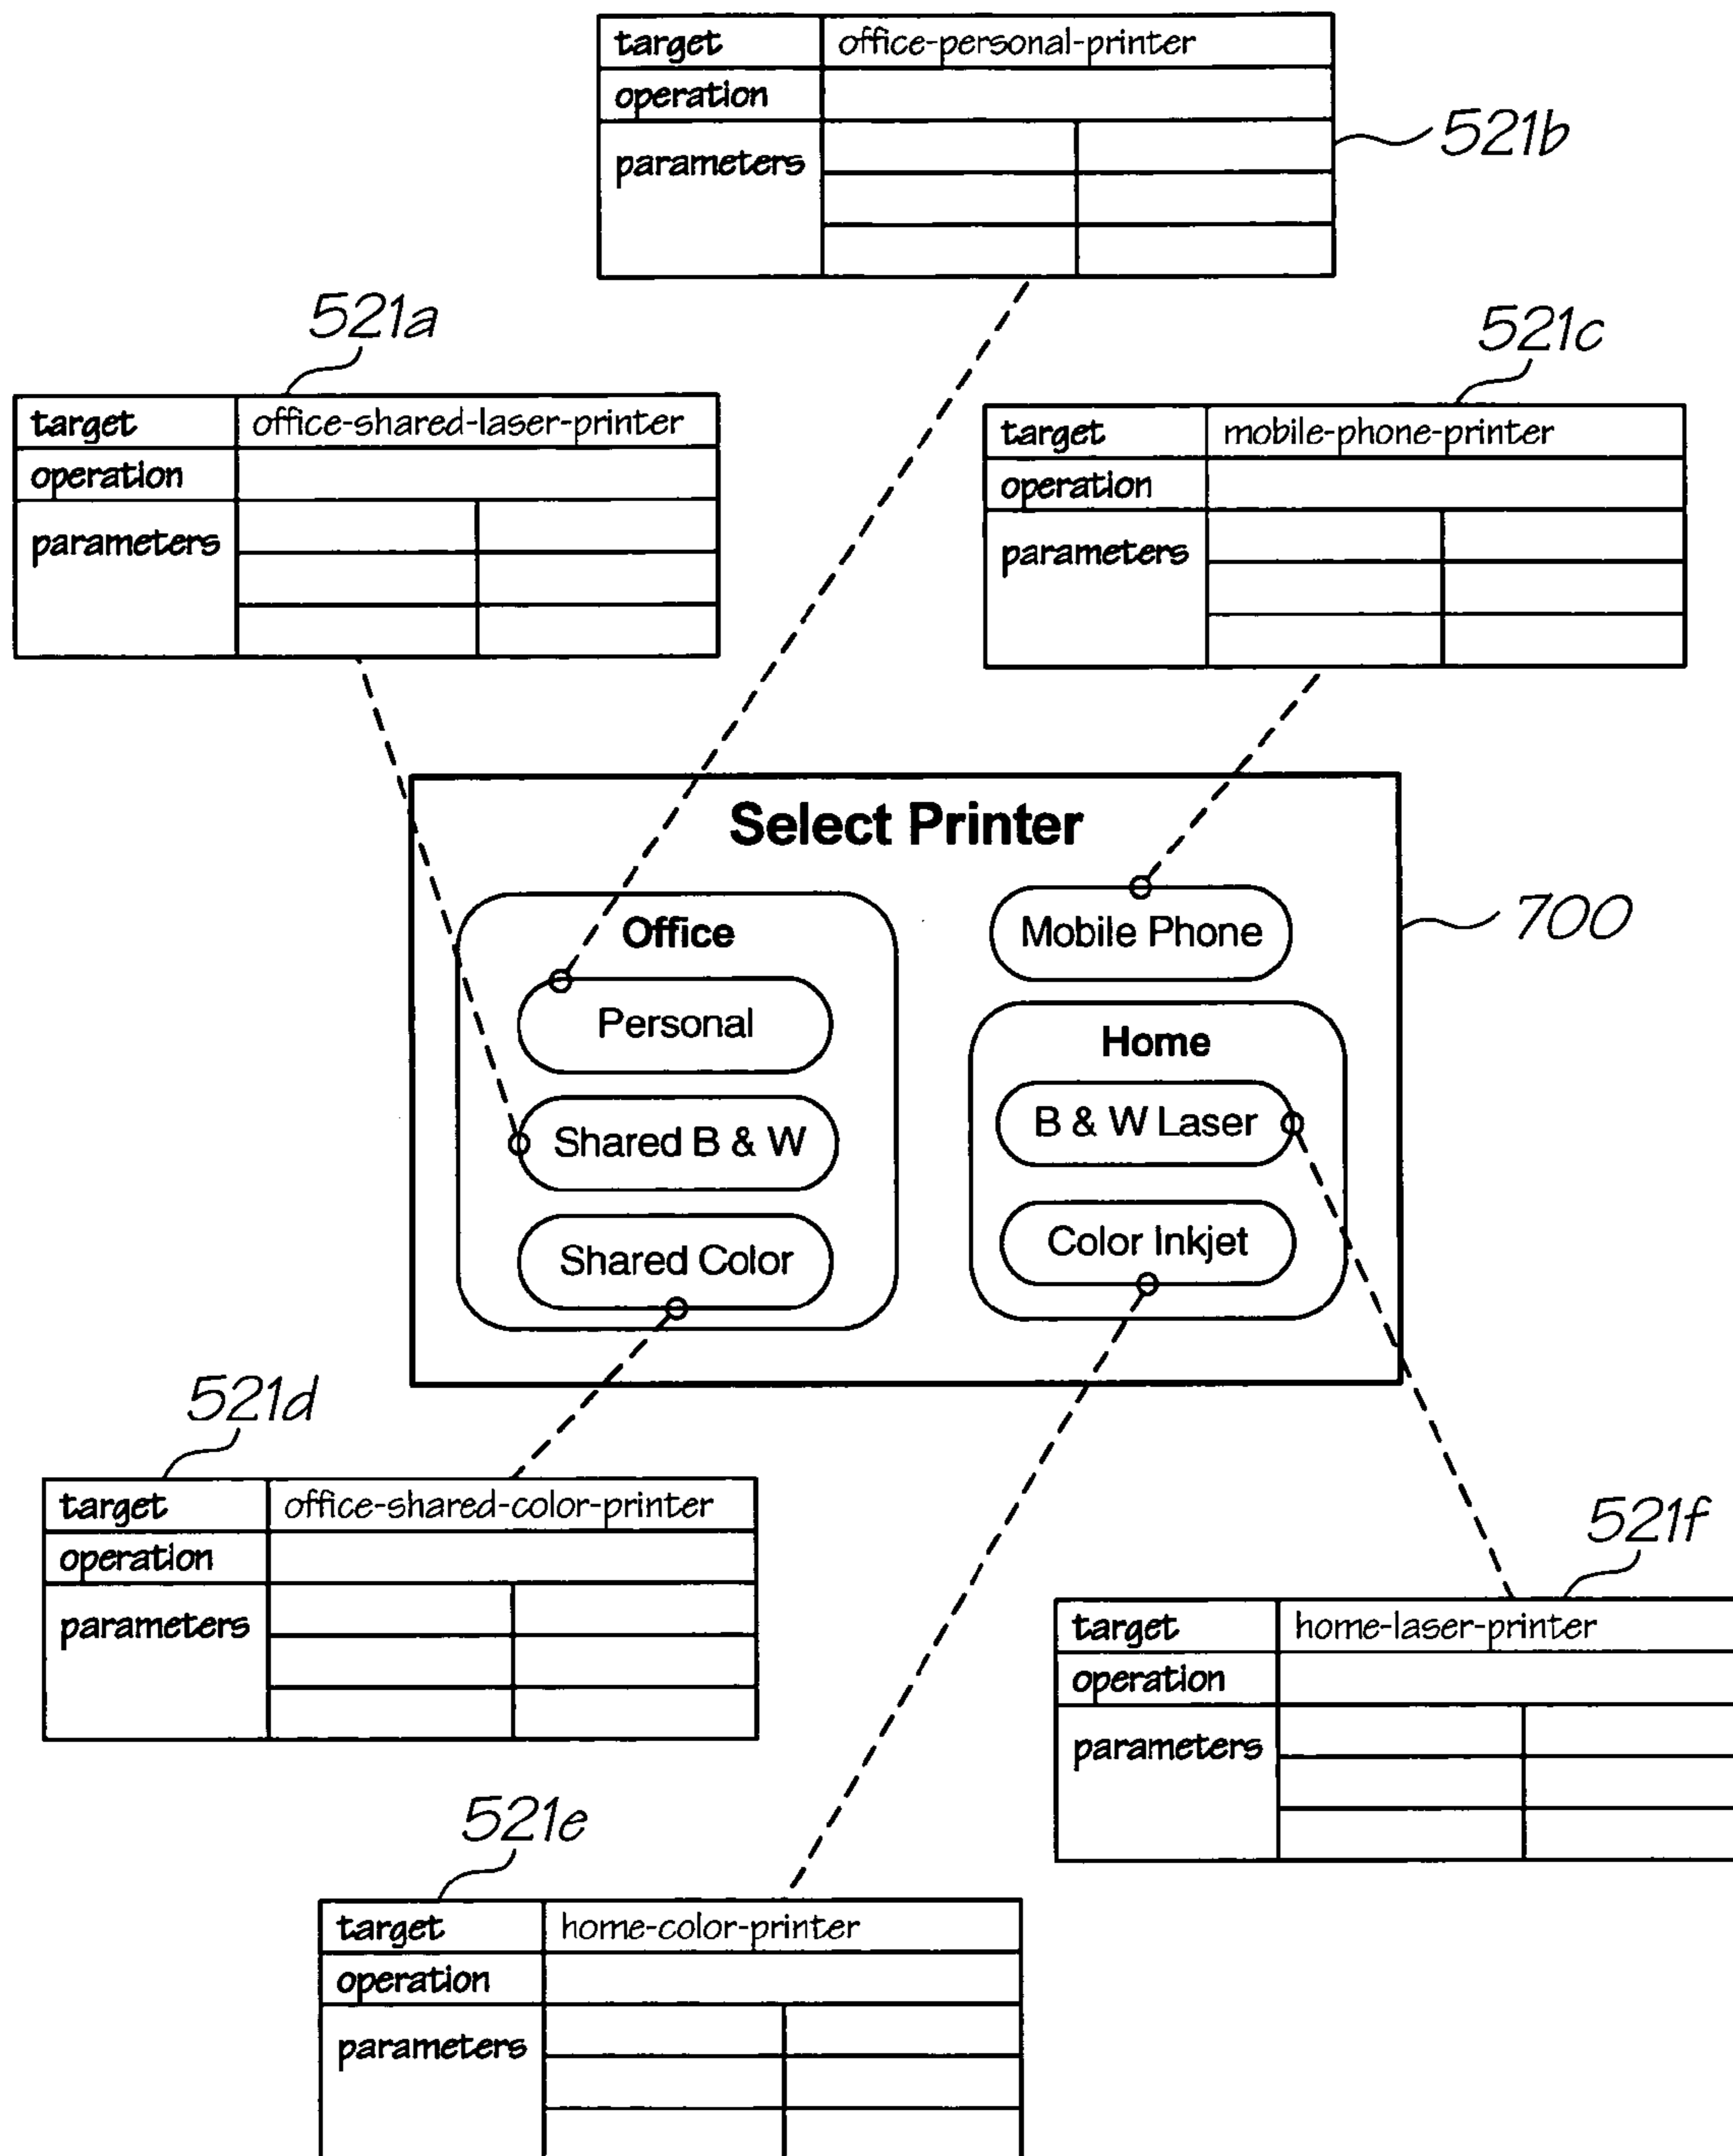 target office-personal-printer
operation
parameters
521b
521a
target office-shared-laser-printer
operation
parameters
521c
target mobile-phone-printer
operation
parameters
Select Printer
700
Office
Personal
Shared B & W
Shared Color
Mobile Phone
Home
B & W Laser
Color Inkjet
521d
target office-shared-color-printer
operation
parameters
521f
target home-laser-printer
operation
parameters
521e
target home-color-printer
operation
parameters